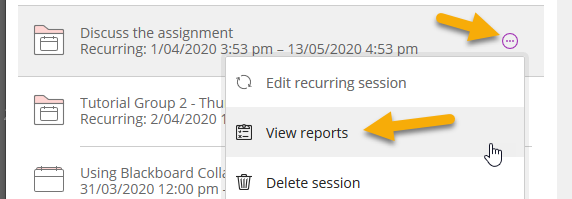 Discuss the assignment
Recurring: 1/04/2020 3:53 pm – 13/05/2020 4:53 pm
Edit recurring session
Tutorial Group 2 - Thu
Recurring: 2/04/2020 1
View reports
Using Blackboard Colla
31/03/2020 12:00 pm –
Delete session